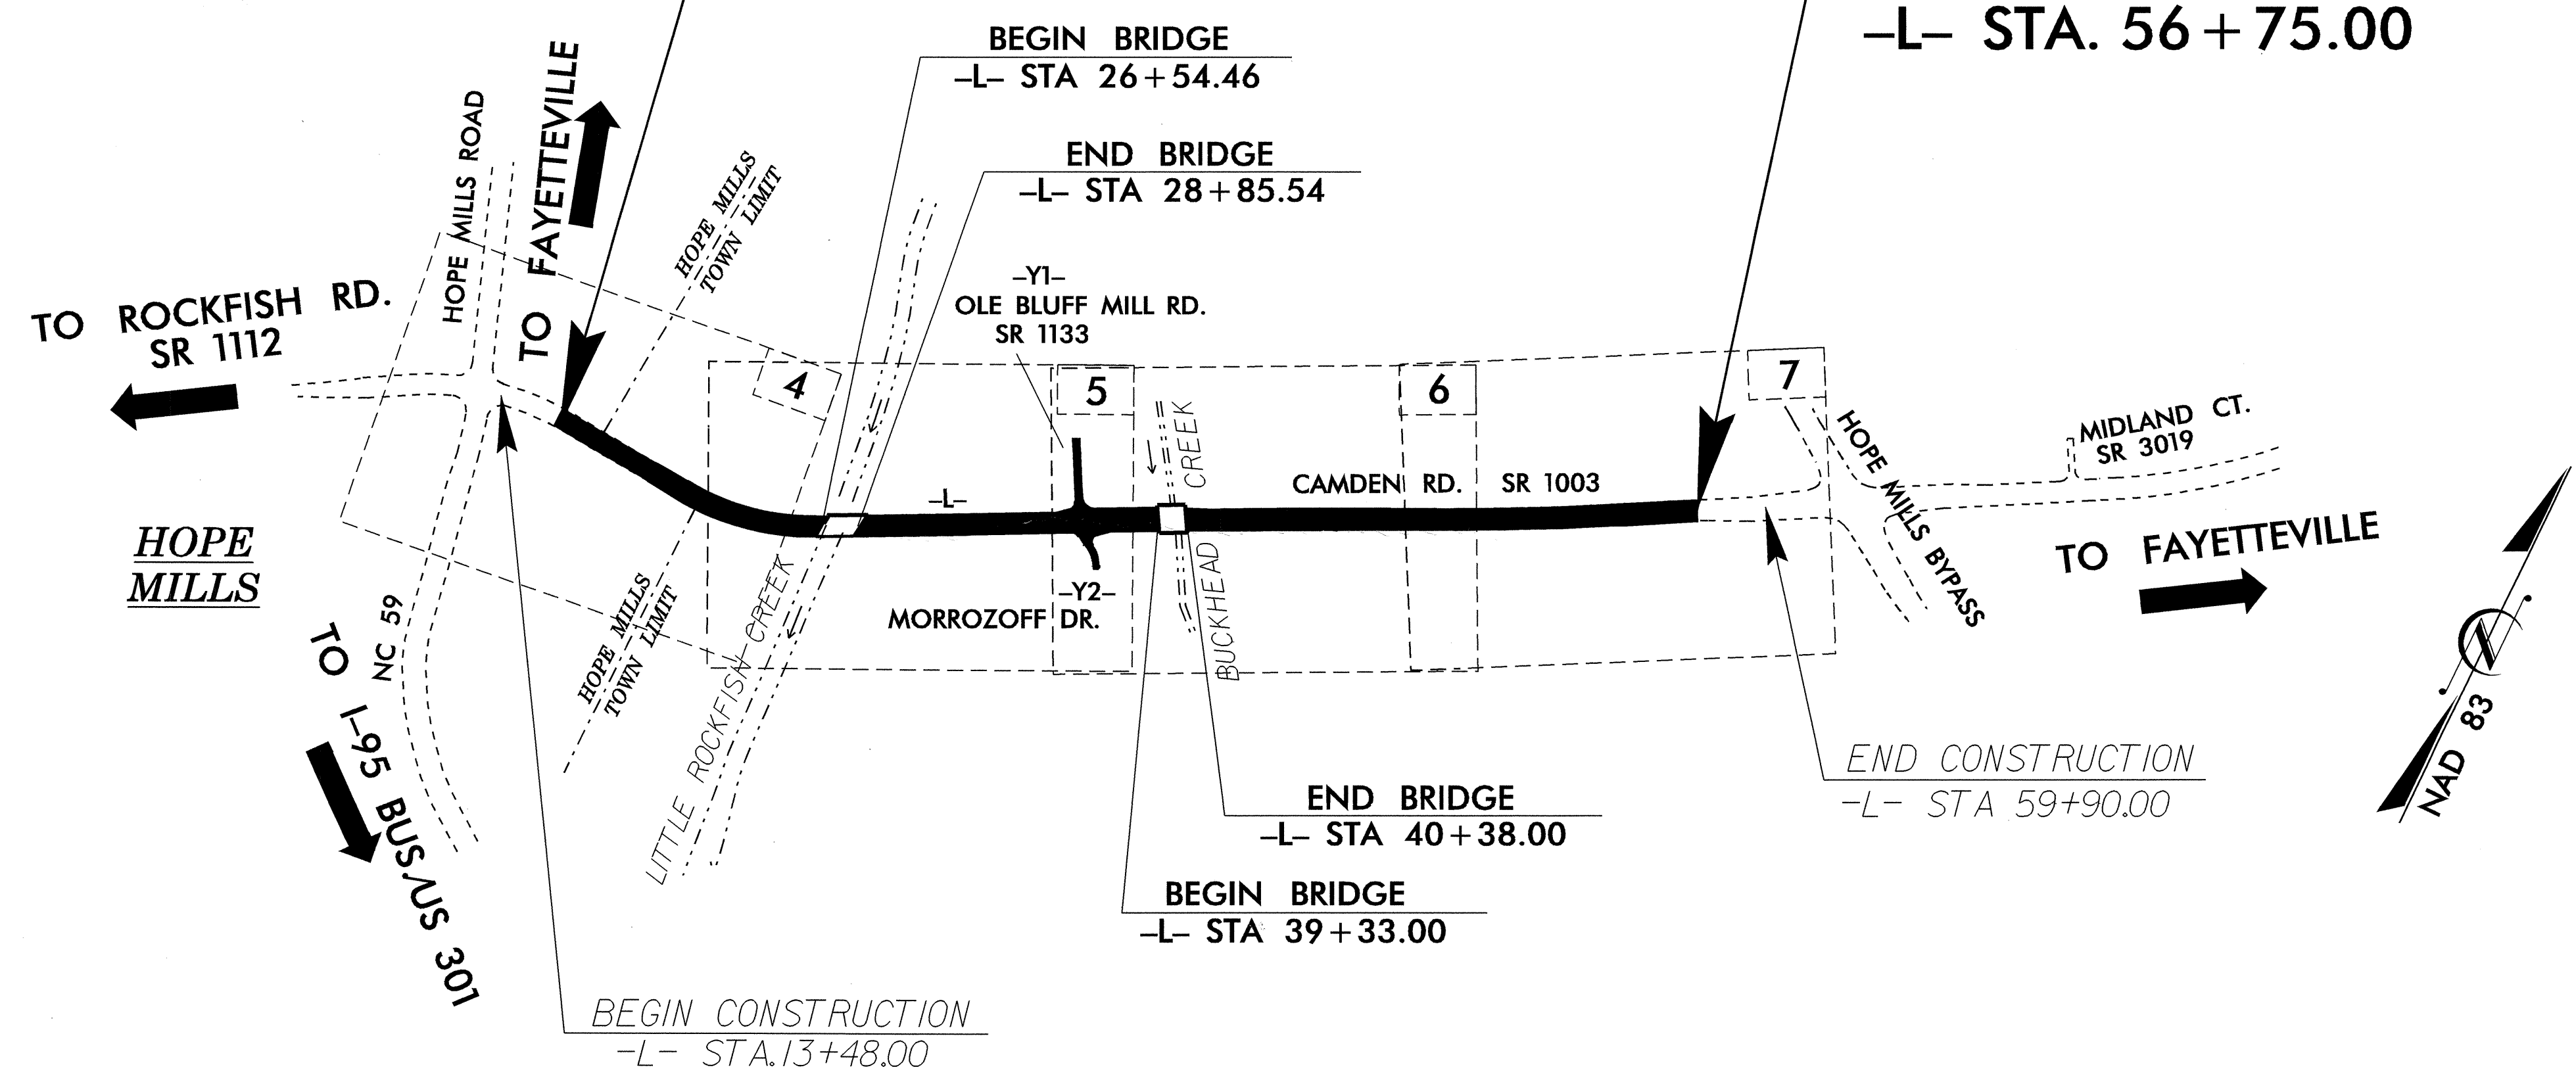 –L– STA. 56+75.00
BEGIN BRIDGE
–L– STA 26+54.46
END BRIDGE
–L– STA 28+85.54
HOPE MILLS ROAD
TO FAYETTEVILLE
HOPE MILLS
TOWN LIMIT
–Y1–
OLE BLUFF MILL RD.
SR 1133
TO ROCKFISH RD.
SR 1112
4
5
6
7
CREEK
BUCKHEAD
CAMDEN RD. SR 1003
–L–
HOPE MILLS BYPASS
MIDLAND CT.
SR 3019
TO FAYETTEVILLE
HOPE
MILLS
NC 59
TO I–95 BUS./US 301
HOPE MILLS
TOWN LIMIT
LITTLE ROCKFISH CREEK
–Y2–
MORROZOFF DR.
N
NAD 83
END CONSTRUCTION
-L- STA 59+90.00
END BRIDGE
–L– STA 40+38.00
BEGIN BRIDGE
–L– STA 39+33.00
BEGIN CONSTRUCTION
-L- STA.13+48.00